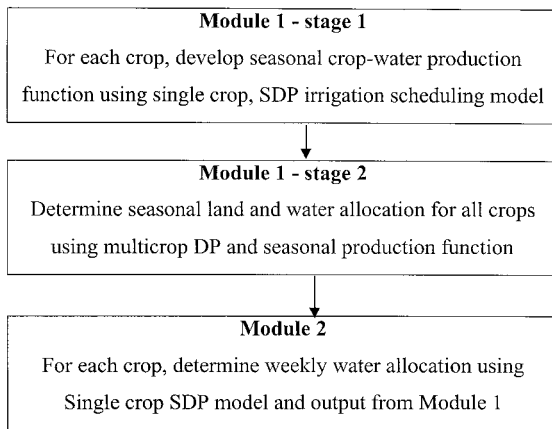 Module 1 - stage 1
For each crop, develop seasonal crop-water production
function using single crop, SDP irrigation scheduling model
Module 1 - stage 2
Determine seasonal land and water allocation for all crops
using multicrop DP and seasonal production function
Module 2
For each crop, determine weekly water allocation using
Single crop SDP model and output from Module 1